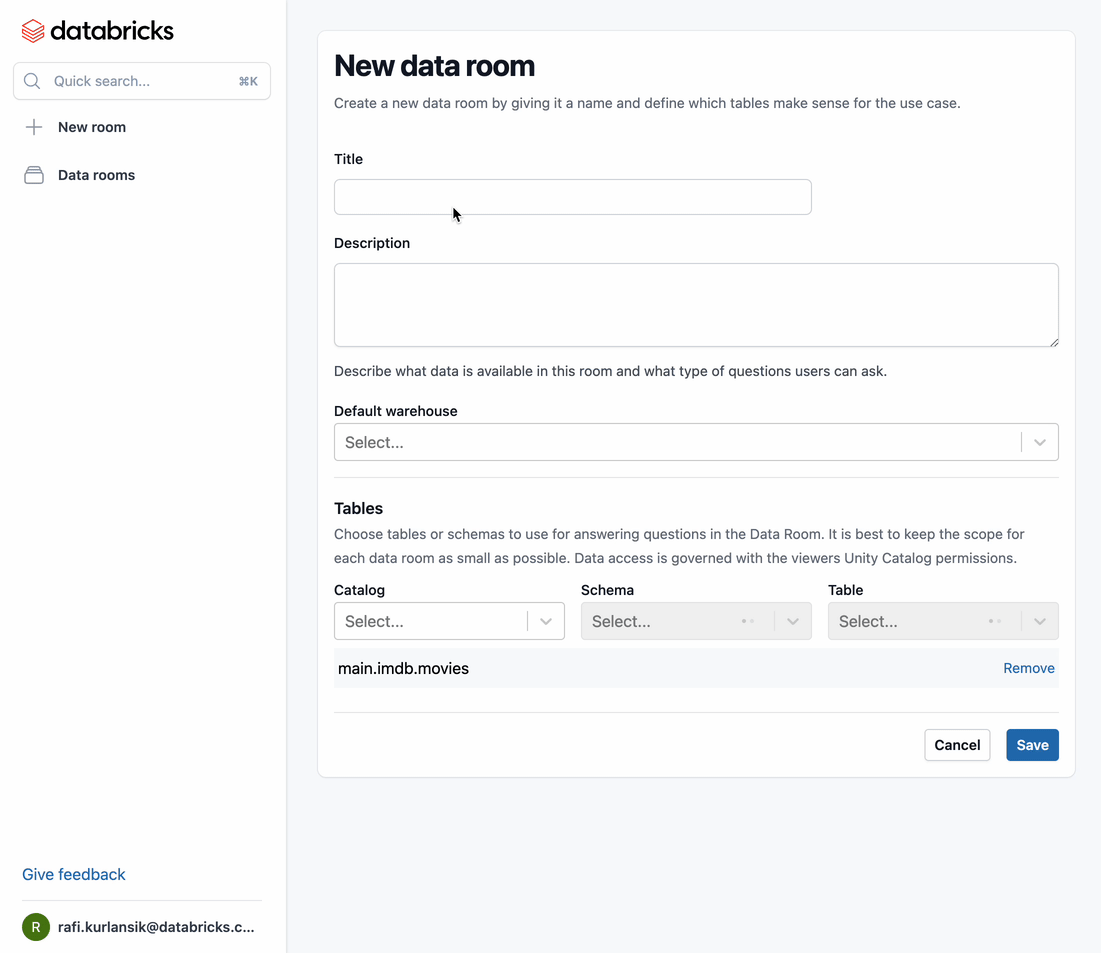 databricks
Quick search... ⌘K
New room
Data rooms
New data room
Create a new data room by giving it a name and define which tables make sense for the use case.
Title
Description
Describe what data is available in this room and what type of questions users can ask.
Default warehouse
Select...
Tables
Choose tables or schemas to use for answering questions in the Data Room. It is best to keep the scope for
each data room as small as possible. Data access is governed with the viewers Unity Catalog permissions.
Catalog Schema Table
Select... Select... Select...
main.imdb.movies Remove
Cancel Save
Give feedback
R rafi.kurlansik@databricks.c...